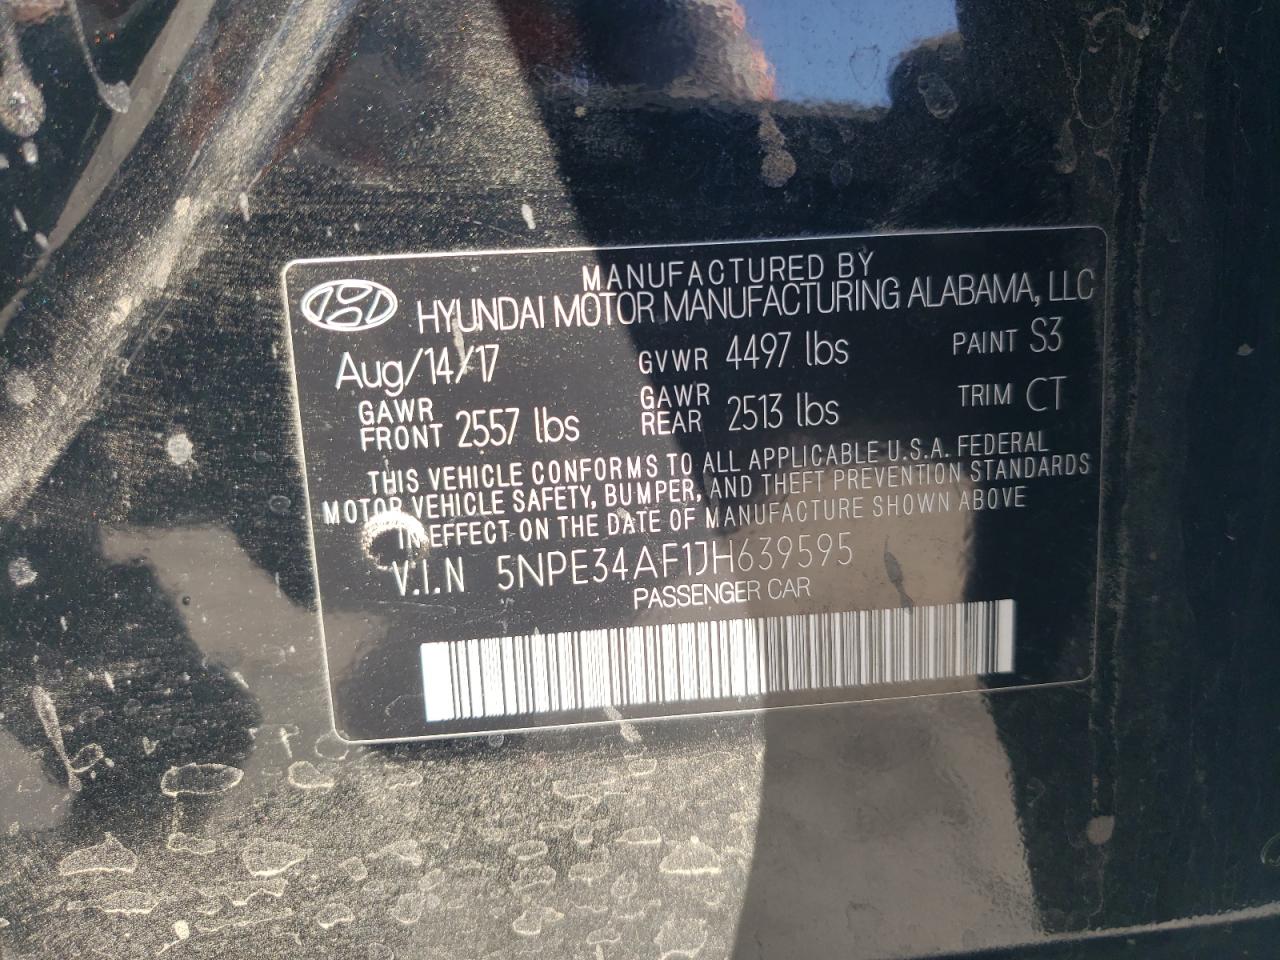 MANUFACTURED BY
HYUNDAI MOTOR MANUFACTURING ALABAMA, LLC
Aug/14/17 GVWR 4497 lbs PAINT S3
GAWR FRONT 2557 lbs GAWR REAR 2513 lbs TRIM CT
THIS VEHICLE CONFORMS TO ALL APPLICABLE U.S.A. FEDERAL
MOTOR VEHICLE SAFETY, BUMPER, AND THEFT PREVENTION STANDARDS
IN EFFECT ON THE DATE OF MANUFACTURE SHOWN ABOVE
V.I.N 5NPE34AF1JH639595
PASSENGER CAR